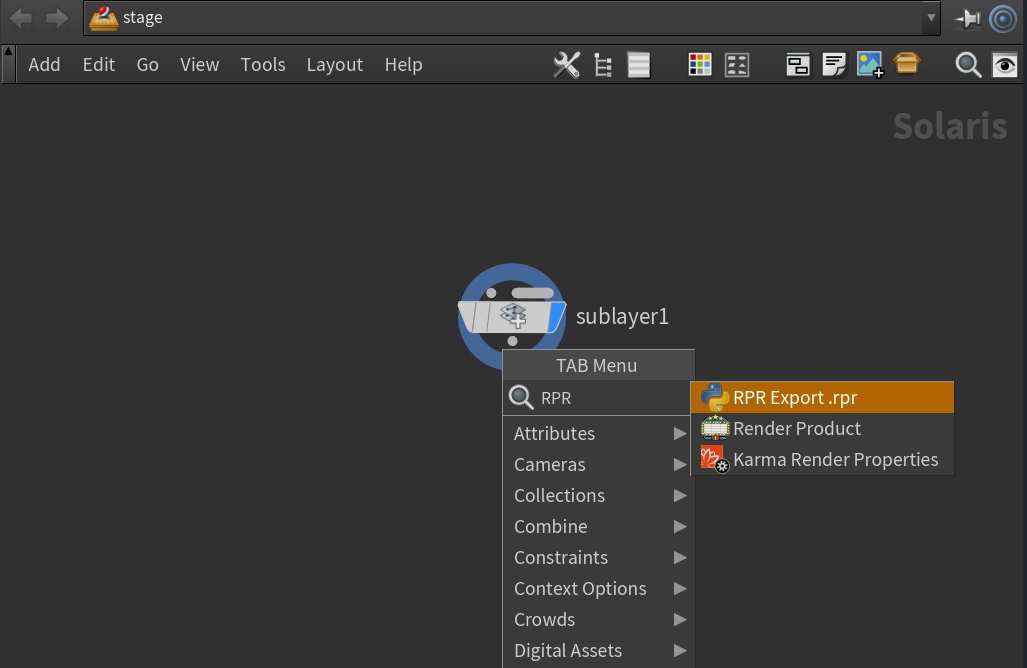 stage
Add Edit Go View Tools Layout Help
Solaris
sublayer1
TAB Menu
RPR
RPR Export .rpr
Render Product
Karma Render Properties
Attributes
Cameras
Collections
Combine
Constraints
Context Options
Crowds
Digital Assets